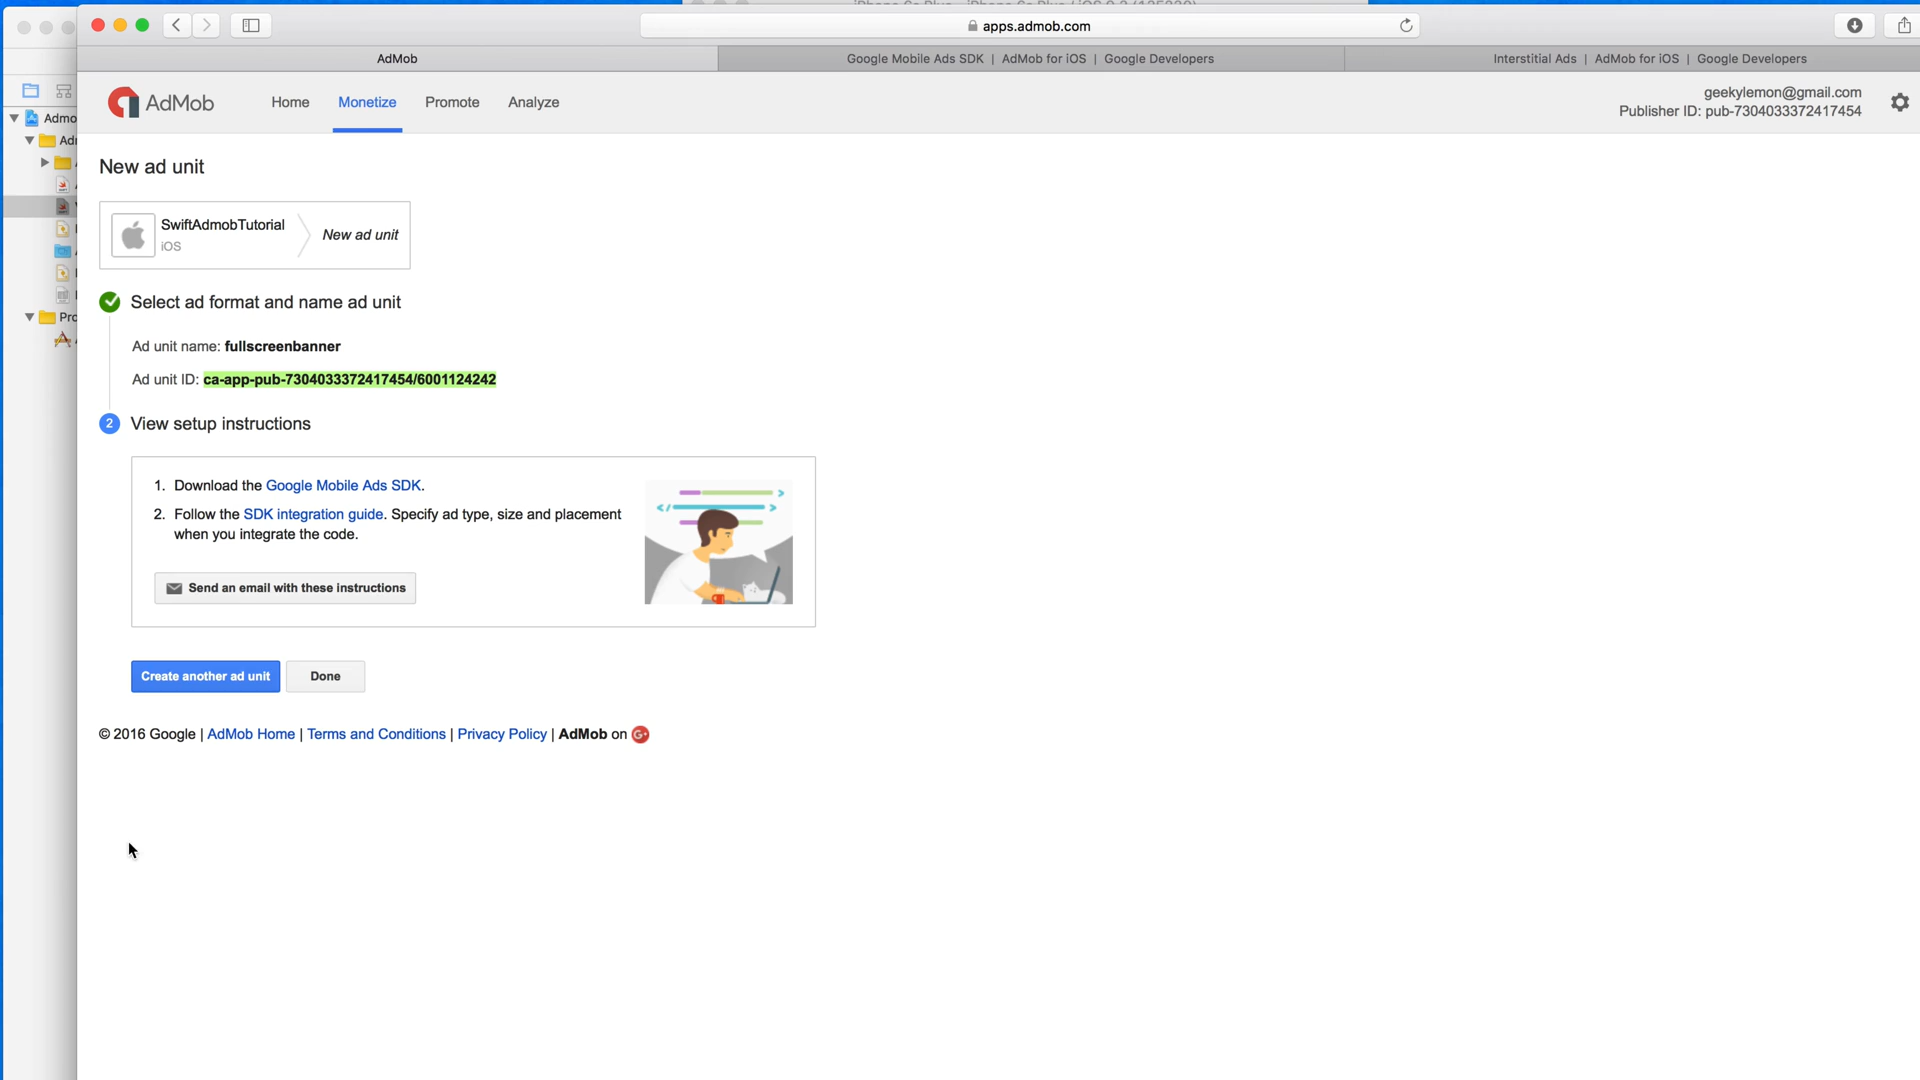 apps.admob.com
AdMob
Google Mobile Ads SDK | AdMob for iOS | Google Developers
Interstitial Ads | AdMob for iOS | Google Developers
AdMob
Home
Monetize
Promote
Analyze
geekylemon@gmail.com
Publisher ID: pub-7304033372417454
Admo
Adm
Pro
New ad unit
SwiftAdmobTutorial
iOS
New ad unit
Select ad format and name ad unit
Ad unit name: fullscreenbanner
Ad unit ID: ca-app-pub-7304033372417454/6001124242
2 View setup instructions
1. Download the Google Mobile Ads SDK.
2. Follow the SDK integration guide. Specify ad type, size and placement
when you integrate the code.
Send an email with these instructions
Create another ad unit
Done
© 2016 Google | AdMob Home | Terms and Conditions | Privacy Policy | AdMob on G+